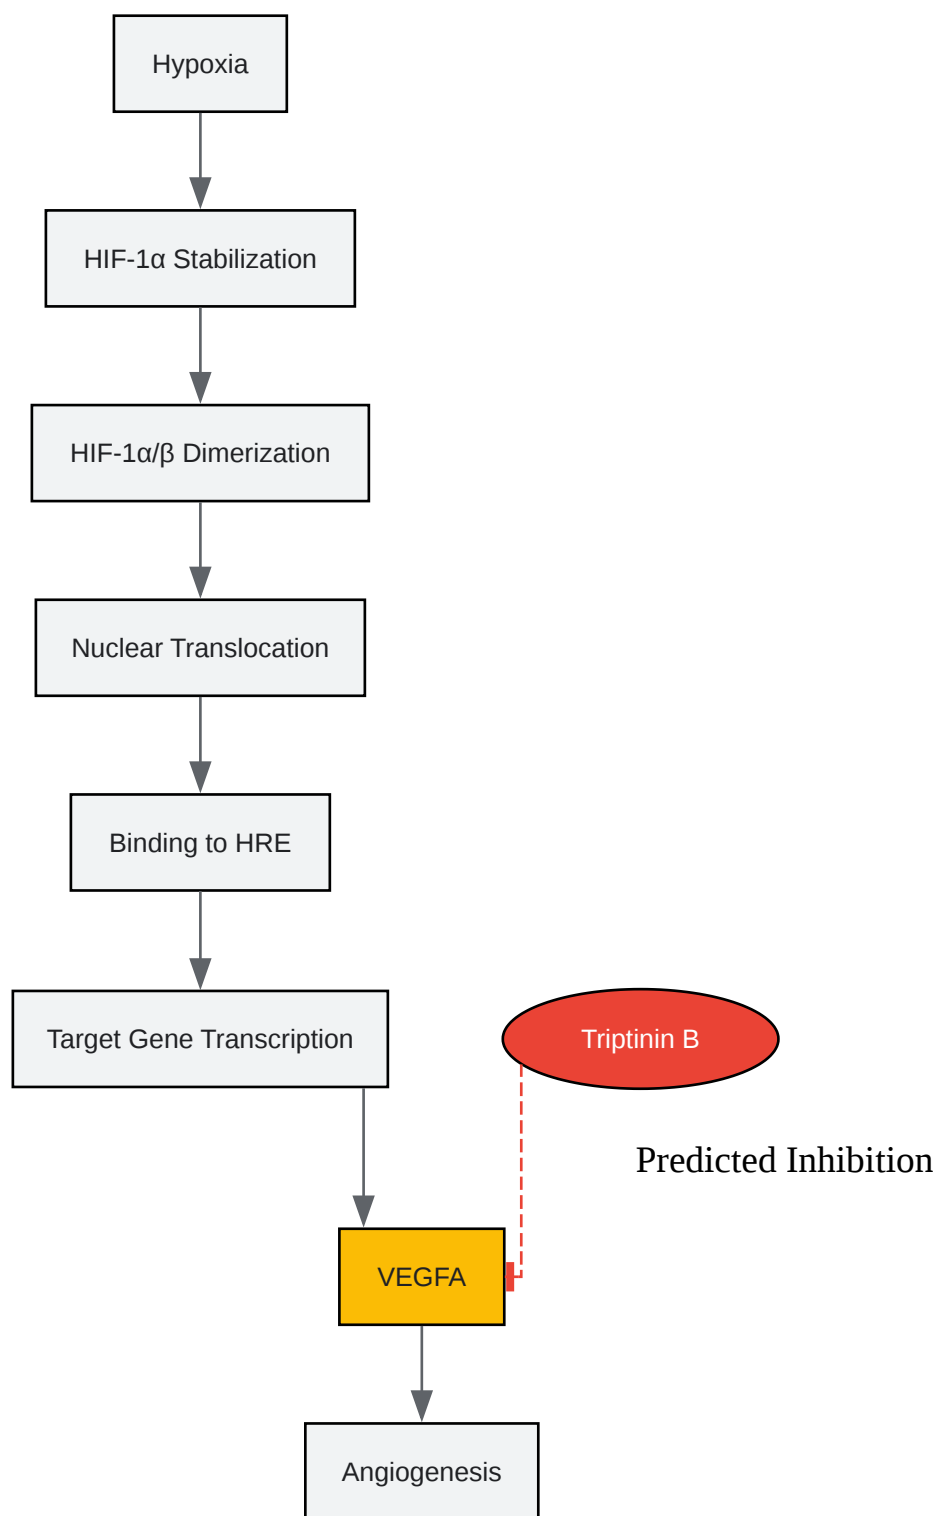 Hypoxia
HIF-1α Stabilization
HIF-1α/β Dimerization
Nuclear Translocation
Binding to HRE
Target Gene Transcription
Triptinin B
Predicted Inhibition
VEGFA
Angiogenesis